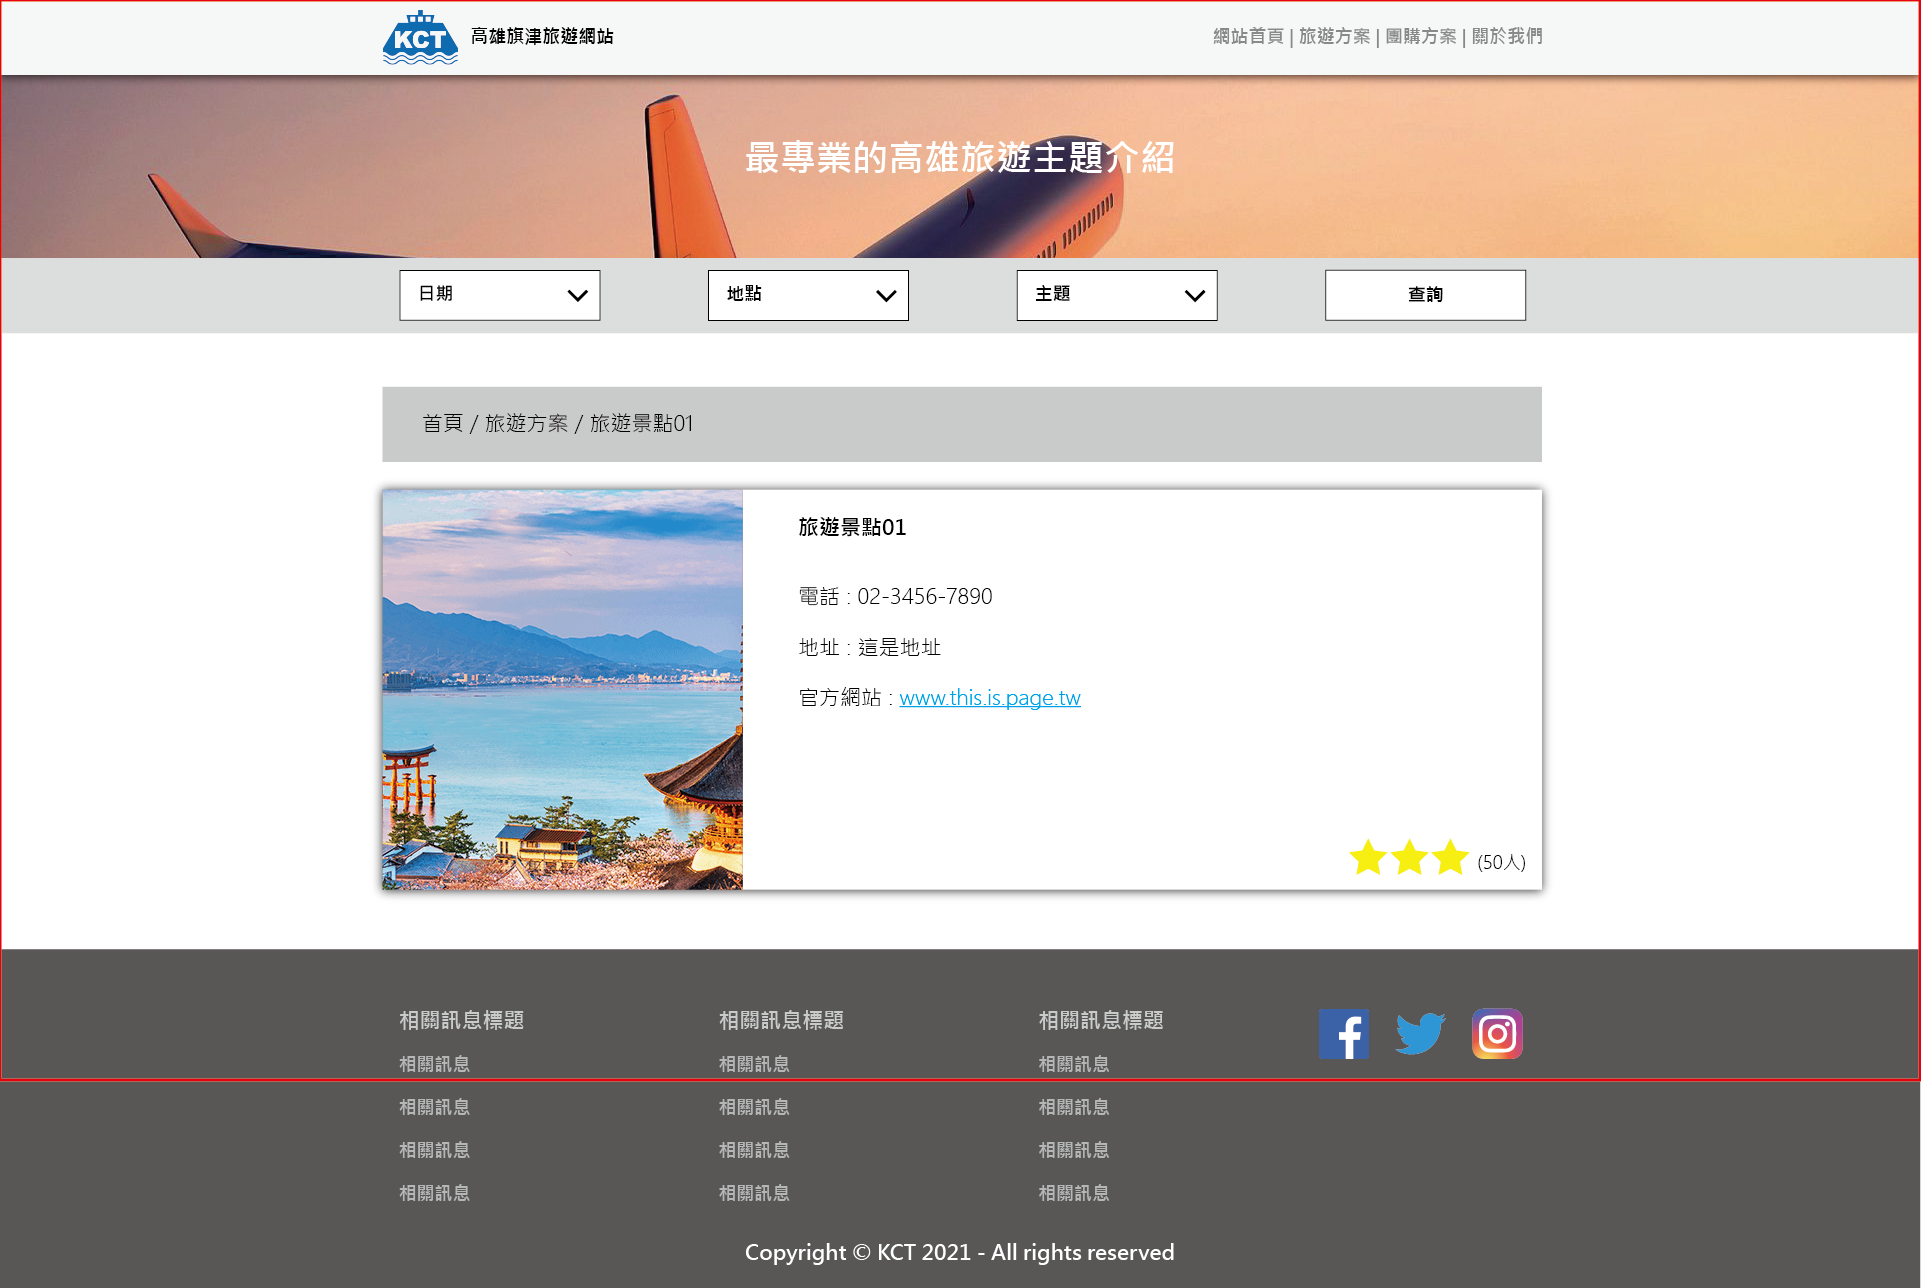 KCT 高雄旗津旅遊網站
網站首頁 | 旅遊方案 | 團購方案 | 關於我們
最專業的高雄旅遊主題介紹
日期
地點
主題
查詢
首頁 / 旅遊方案 / 旅遊景點01
旅遊景點01
電話 : 02-3456-7890
地址 : 這是地址
官方網站 : www.this.is.page.tw
(50人)
相關訊息標題
相關訊息
相關訊息
相關訊息
相關訊息
相關訊息標題
相關訊息
相關訊息
相關訊息
相關訊息
相關訊息標題
相關訊息
相關訊息
相關訊息
相關訊息
Copyright © KCT 2021 - All rights reserved